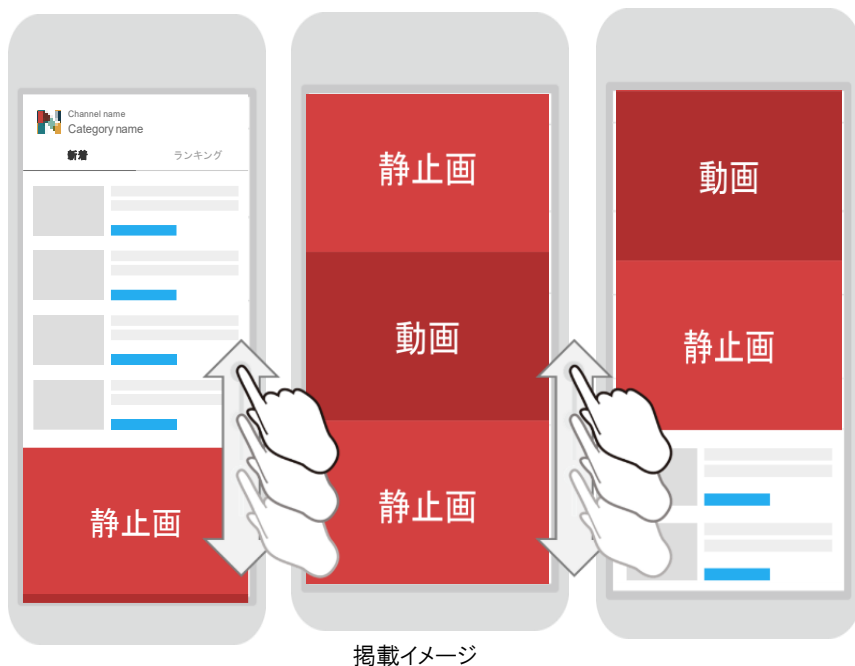 Channel name
Category name
新着 ランキング
静止画
静止画
動画
静止画
動画
静止画
掲載イメージ